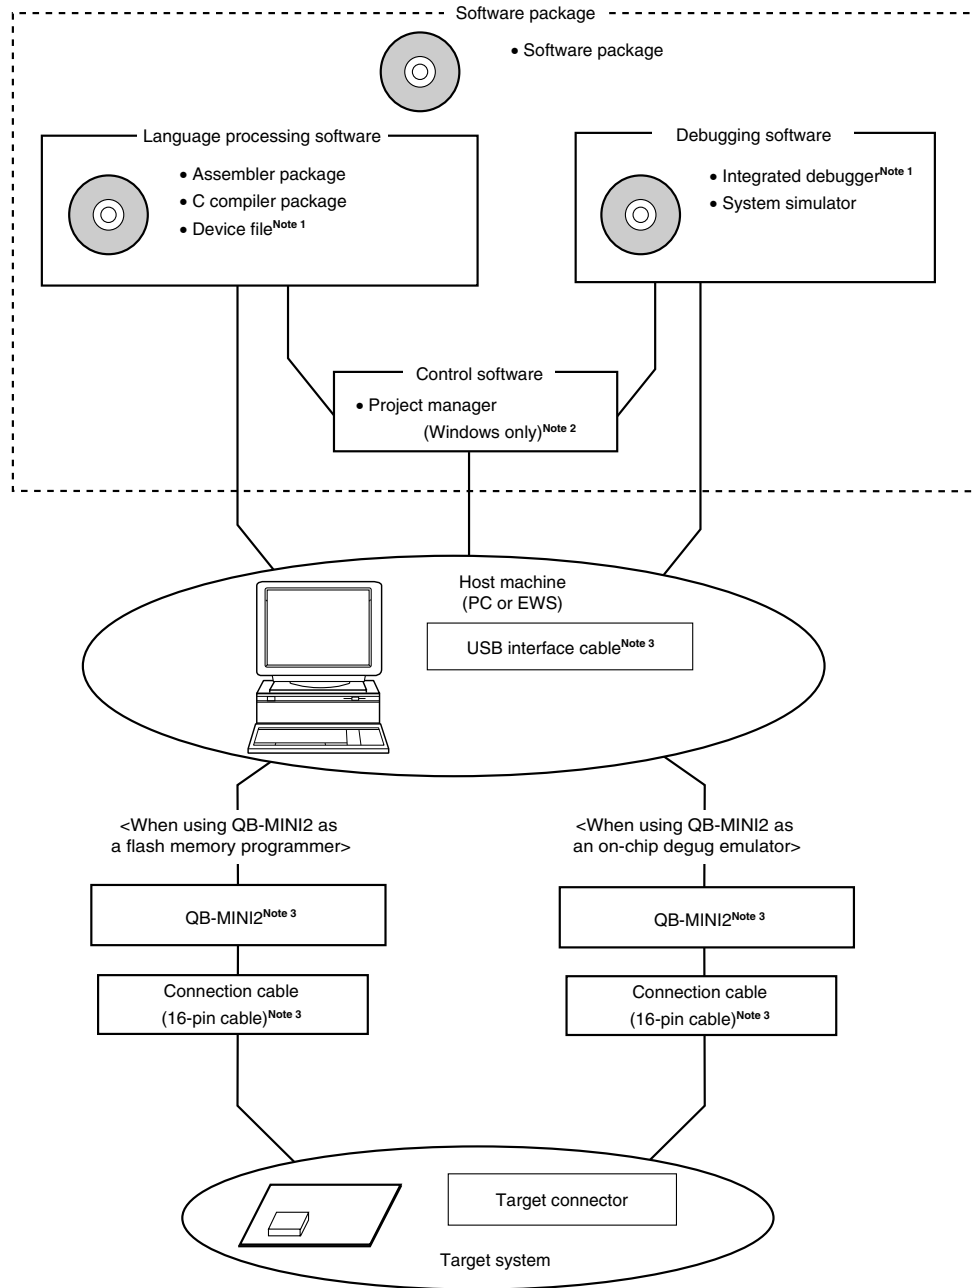 Software package
• Software package
Language processing software
• Assembler package
• C compiler package
• Device fileNote 1
Debugging software
• Integrated debuggerNote 1
• System simulator
Control software
• Project manager
(Windows only)Note 2
Host machine
(PC or EWS)
USB interface cableNote 3
<When using QB-MINI2 as
a flash memory programmer>
<When using QB-MINI2 as
an on-chip degug emulator>
QB-MINI2Note 3
QB-MINI2Note 3
Connection cable
(16-pin cable)Note 3
Connection cable
(16-pin cable)Note 3
Target connector
Target system